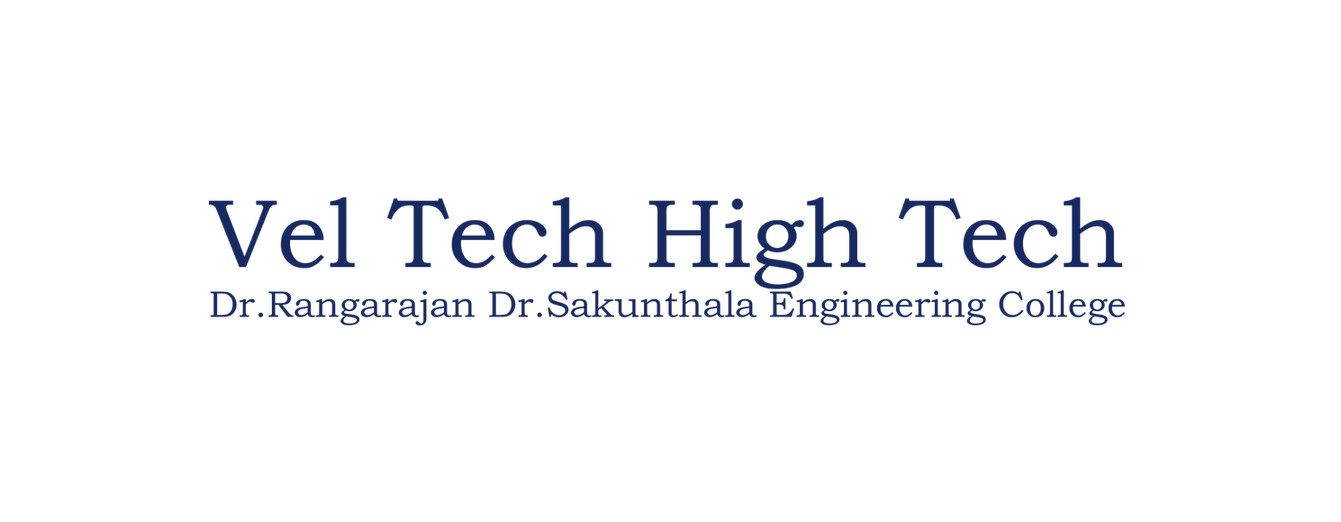 Vel Tech High Tech
Dr.Rangarajan Dr.Sakunthala Engineering College